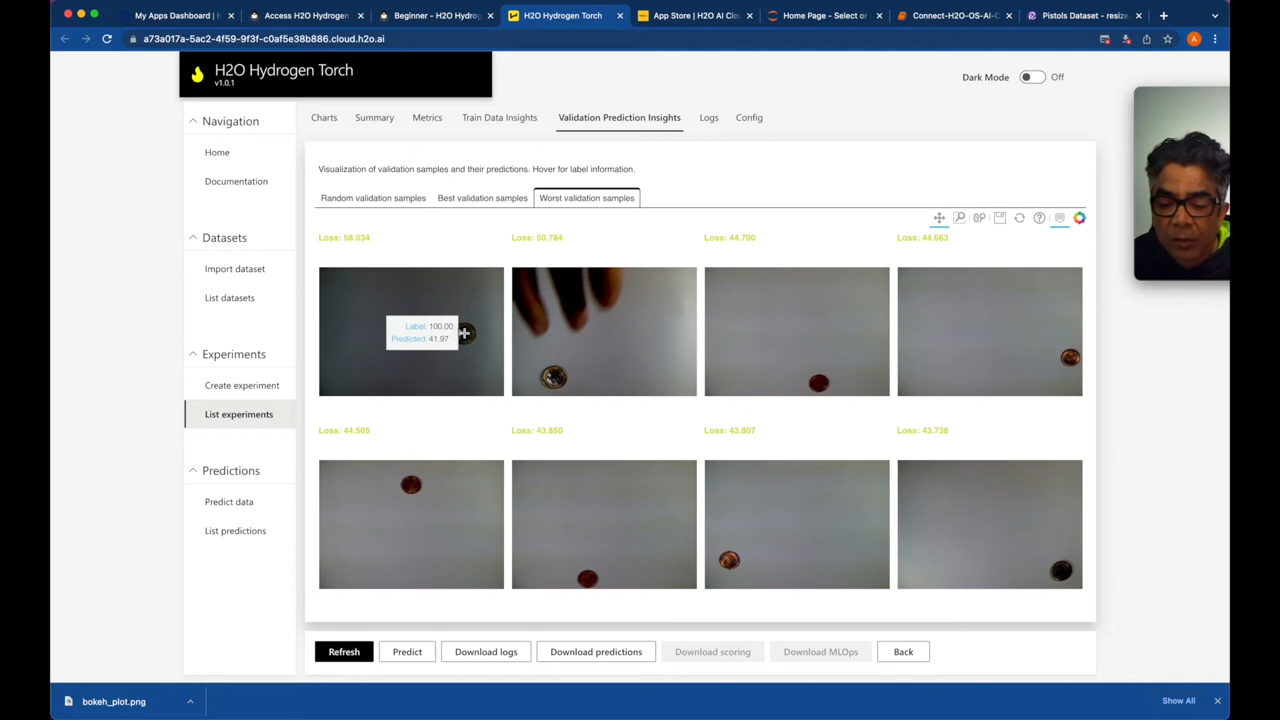 My Apps Dashboard | h
Access H2O Hydrogen
Beginner - H2O Hydrog
H2O Hydrogen Torch
App Store | H2O AI Clo
Home Page - Select or
Connect-H2O-OS-AI-C
Pistols Dataset - resize
a73a017a-5ac2-4f59-9f3f-c0af5e38b886.cloud.h2o.ai
A
H2O Hydrogen Torch
v1.0.1
Dark Mode Off
Navigation
Home
Documentation
Datasets
Import dataset
List datasets
Experiments
Create experiment
List experiments
Predictions
Predict data
List predictions
Charts Summary Metrics Train Data Insights Validation Prediction Insights Logs Config
Visualization of validation samples and their predictions. Hover for label information.
Random validation samples Best validation samples Worst validation samples
Loss: 58.034 Loss: 50.784 Loss: 44.700 Loss: 44.663
Label: 100.00
Predicted: 41.97
Loss: 44.505 Loss: 43.850 Loss: 43.807 Loss: 43.738
Refresh Predict Download logs Download predictions Download scoring Download MLOps Back
bokeh_plot.png
Show All